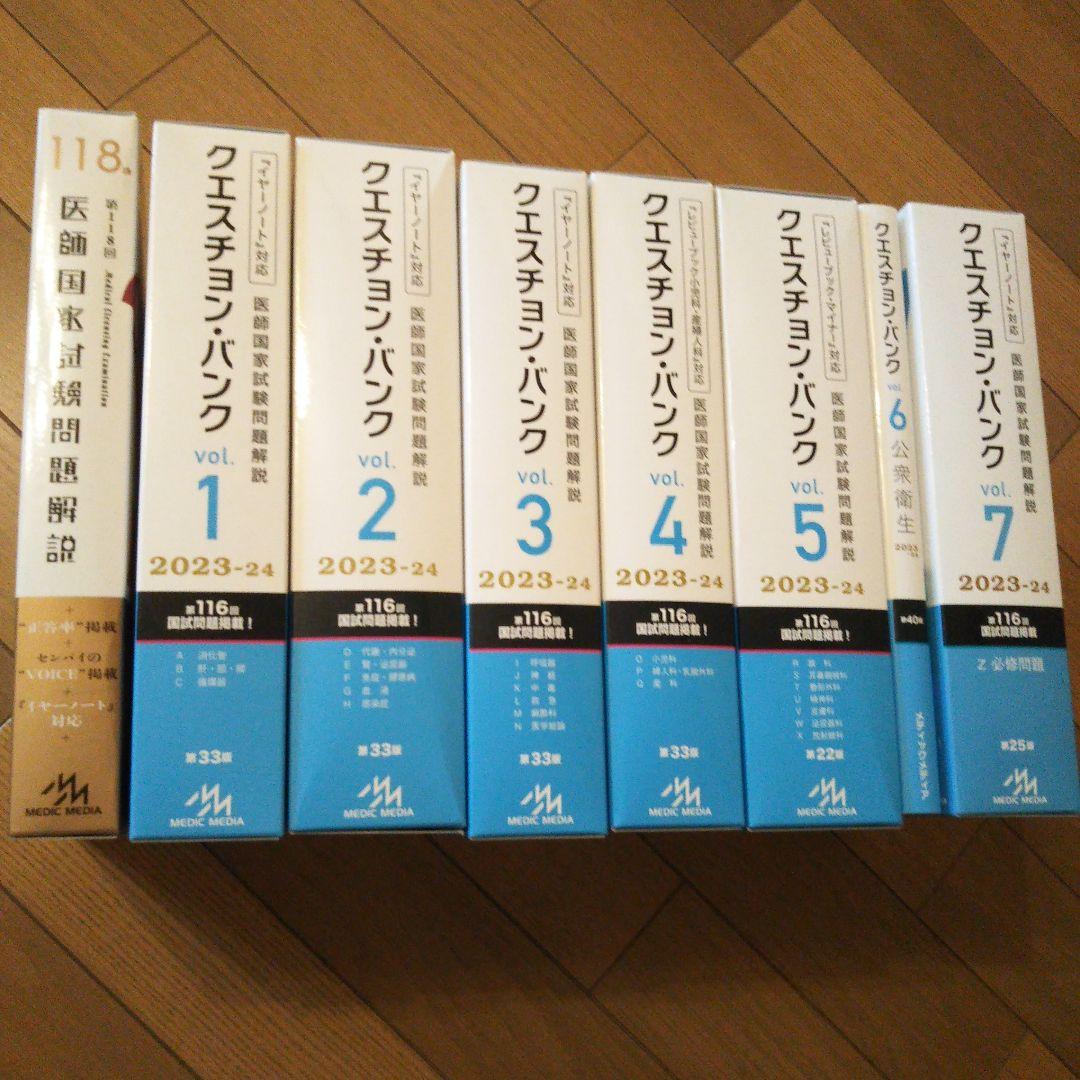 118回
第118回
Medical Licensing Examination
医師国家試験問題解説
"正答率"掲載
センパイの
"VOICE"掲載
『イヤーノート』
対応
MEDIC MEDIA
『イヤーノート』対応
クエスチョン・バンク
医師国家試験問題解説
vol.
1
2023-24
第116回
国試問題掲載!
A 消化管
B 肝・胆・膵
C 循環器
第33版
MEDIC MEDIA
『イヤーノート』対応
クエスチョン・バンク
医師国家試験問題解説
vol.
2
2023-24
第116回
国試問題掲載!
D 代謝・内分泌
E 腎・泌尿器
F 免疫・膠原病
G 血液
H 感染症
第33版
MEDIC MEDIA
『イヤーノート』対応
クエスチョン・バンク
医師国家試験問題解説
vol.
3
2023-24
第116回
国試問題掲載!
I 呼吸器
J 神経
K 中毒
L 救急
M 麻酔科
N 医学総論
第33版
MEDIC MEDIA
『レビューブック小児科・産婦人科』対応
クエスチョン・バンク
医師国家試験問題解説
vol.
4
2023-24
第116回
国試問題掲載!
O 小児科
P 婦人科・乳腺外科
Q 産科
第33版
MEDIC MEDIA
『レビューブック・マイナー』対応
クエスチョン・バンク
医師国家試験問題解説
vol.
5
2023-24
第116回
国試問題掲載!
R 眼科
S 耳鼻咽喉科
T 整形外科
U 精神科
V 皮膚科
W 泌尿器科
X 放射線科
第22版
MEDIC MEDIA
クエスチョン・バンク
vol.
6
公衆衛生
2023
第40版
メディックメディア
『イヤーノート』対応
クエスチョン・バンク
医師国家試験問題解説
vol.
7
2023-24
第116回
国試問題掲載!
Z 必修問題
第25版
MEDIC MEDIA